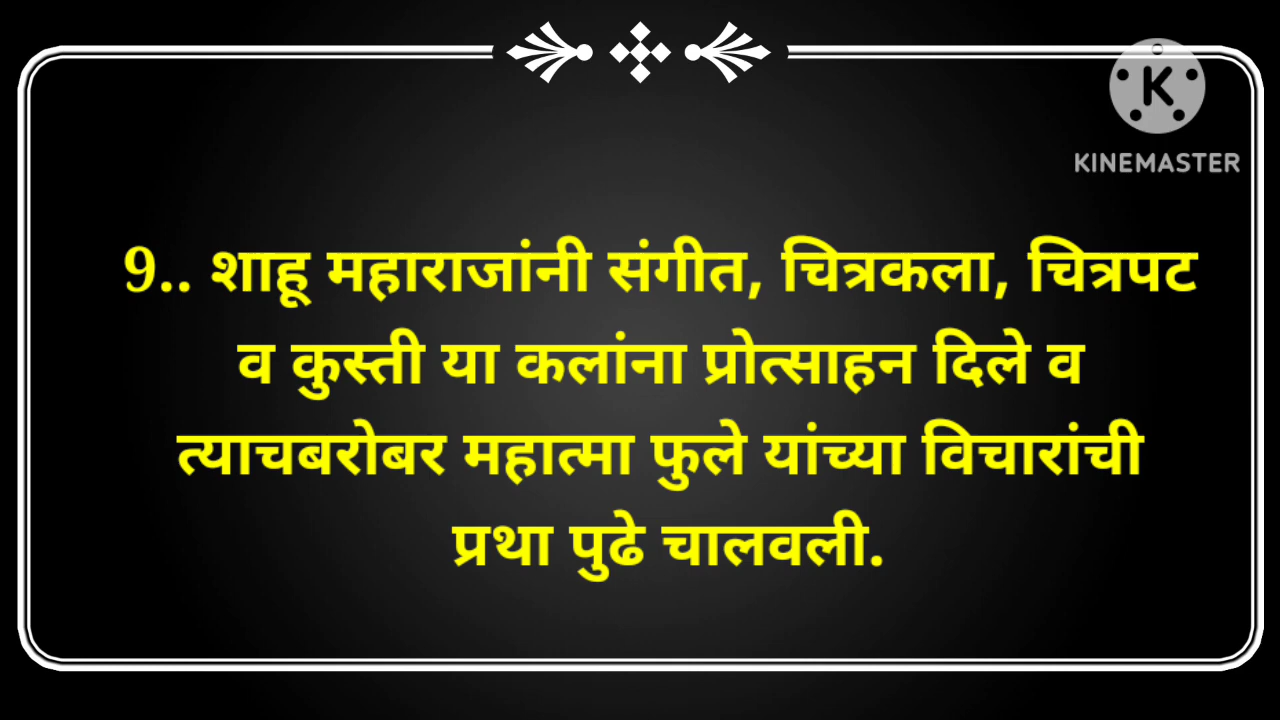 KINEMASTER
9.. शाहू महाराजांनी संगीत, चित्रकला, चित्रपट
व कुस्ती या कलांना प्रोत्साहन दिले व
त्याचबरोबर महात्मा फुले यांच्या विचारांची
प्रथा पुढे चालवली.